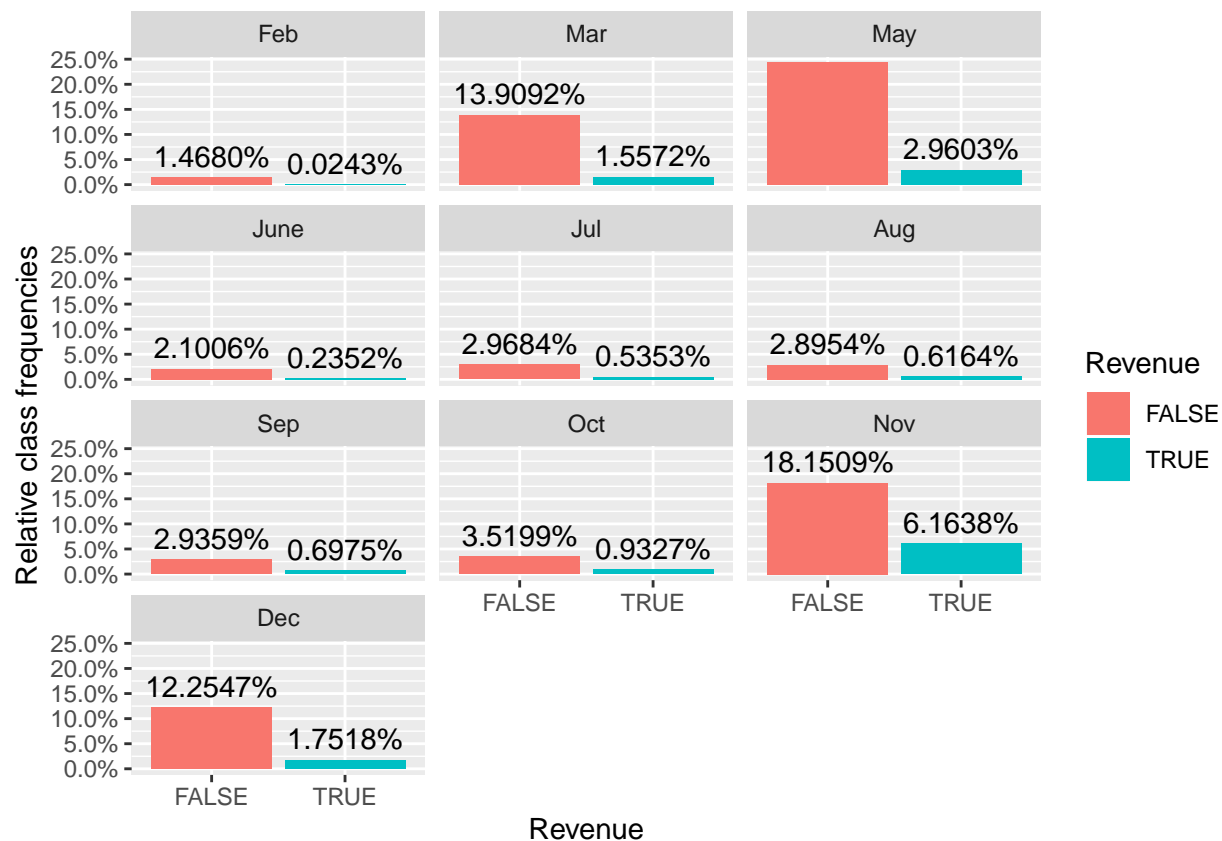 Feb
Mar
May
25.0%
20.0%
15.0%
10.0%
5.0%
0.0%
1.4680%
0.0243%
13.9092%
1.5572%
2.9603%
June
Jul
Aug
25.0%
20.0%
15.0%
10.0%
5.0%
0.0%
2.1006%
0.2352%
2.9684%
0.5353%
2.8954%
0.6164%
Sep
Oct
Nov
25.0%
20.0%
15.0%
10.0%
5.0%
0.0%
2.9359%
0.6975%
3.5199%
0.9327%
18.1509%
6.1638%
FALSE
TRUE
FALSE
TRUE
Dec
25.0%
20.0%
15.0%
10.0%
5.0%
0.0%
12.2547%
1.7518%
FALSE
TRUE
Revenue
Relative class frequencies
Revenue
FALSE
TRUE